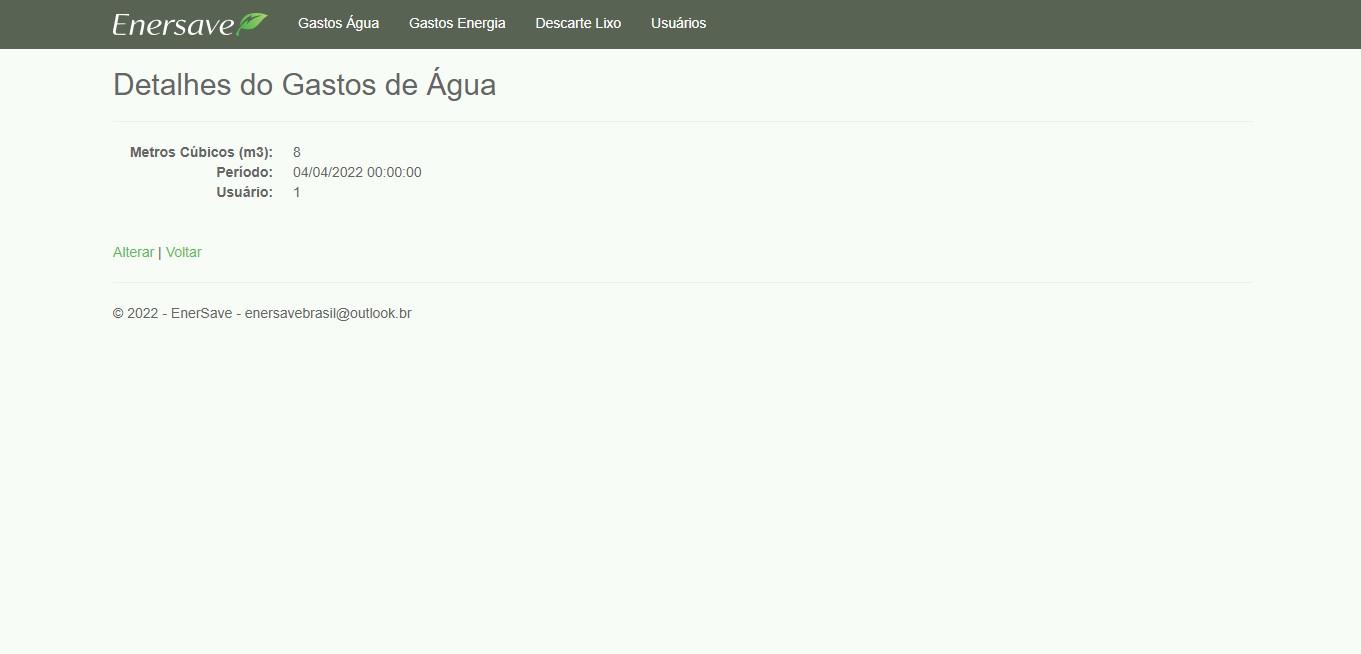 Enersave Gastos Água Gastos Energia Descarte Lixo Usuários
Detalhes do Gastos de Água
Metros Cúbicos (m3): 8
Período: 04/04/2022 00:00:00
Usuário: 1
Alterar | Voltar
© 2022 - EnerSave - enersavebrasil@outlook.br